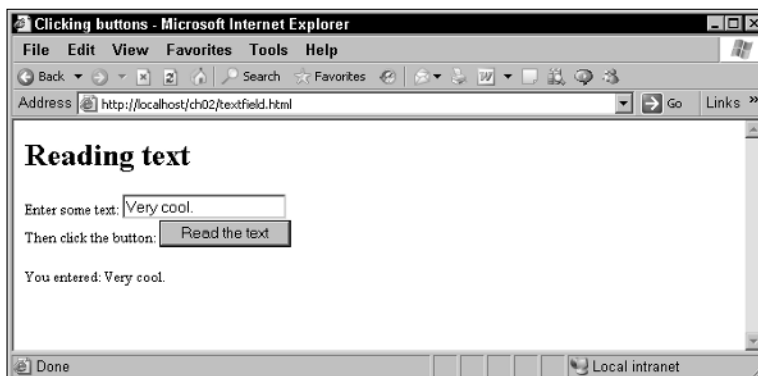 Clicking buttons - Microsoft Internet Explorer
File Edit View Favorites Tools Help
Back Search Favorites
Address http://localhost/ch02/textfield.html Go Links »
Reading text
Enter some text: Very cool.
Then click the button: Read the text
You entered: Very cool.
Done Local intranet